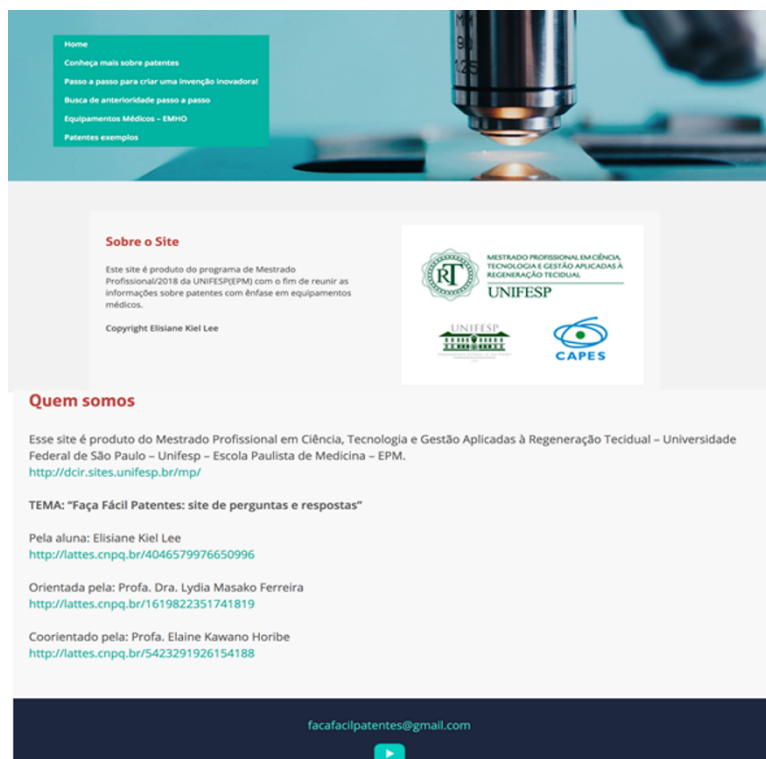 Home
Conheça mais sobre patentes
Passo a passo para criar uma invenção inovadora!
Busca de anterioridade passo a passo
Equipamentos Médicos – EMHO
Patentes exemplos
Sobre o Site
Este site é produto do programa de Mestrado
Profissional/2018 da UNIFESP(EPM) com o fim de reunir as
informações sobre patentes com ênfase em equipamentos
médicos.
Copyright Elisiane Kiel Lee
RT
MESTRADO PROFISSIONAL EM CIÊNCIA,
TECNOLOGIA E GESTÃO APLICADAS À
REGENERAÇÃO TECIDUAL
UNIFESP
UNIFESP
CAPES
Quem somos
Esse site é produto do Mestrado Profissional em Ciência, Tecnologia e Gestão Aplicadas à Regeneração Tecidual – Universidade
Federal de São Paulo – Unifesp – Escola Paulista de Medicina – EPM.
http://dcir.sites.unifesp.br/mp/
TEMA: “Faça Fácil Patentes: site de perguntas e respostas”
Pela aluna: Elisiane Kiel Lee
http://lattes.cnpq.br/4046579976650996
Orientada pela: Profa. Dra. Lydia Masako Ferreira
http://lattes.cnpq.br/1619822351741819
Coorientado pela: Profa. Elaine Kawano Horibe
http://lattes.cnpq.br/5423291926154188
facafacilpatentes@gmail.com